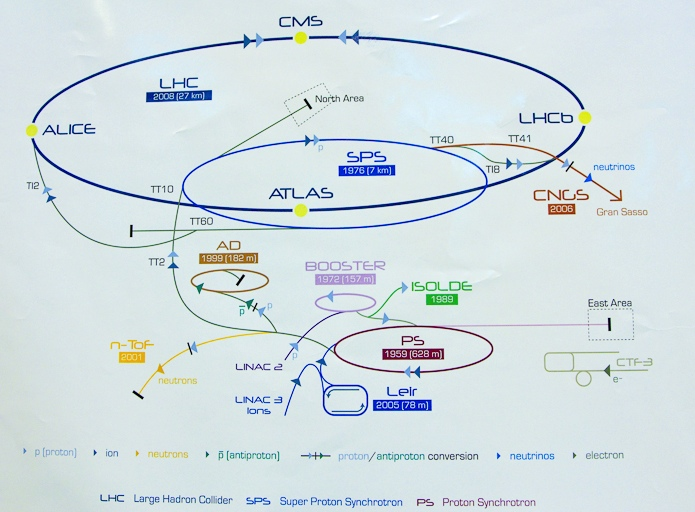 CMS
LHC
2008 (27 km)
North Area
ALICE
LHCb
TT40
TT41
p
SPS
1976 (7 km)
TI8
neutrinos
TI2
TT10
ATLAS
CNGS
2006
Gran Sasso
TT60
AD
1999 (182 m)
TT2
BOOSTER
1972 (157 m)
ISOLDE
1989
p̅
p
East Area
n-ToF
2001
p
PS
1959 (628 m)
LINAC 2
CTF-3
e-
neutrons
LINAC 3
Ions
Leir
2005 (78 m)
p (proton)
ion
neutrons
p̅ (antiproton)
proton/antiproton conversion
neutrinos
electron
LHC Large Hadron Collider SPS Super Proton Synchrotron PS Proton Synchrotron